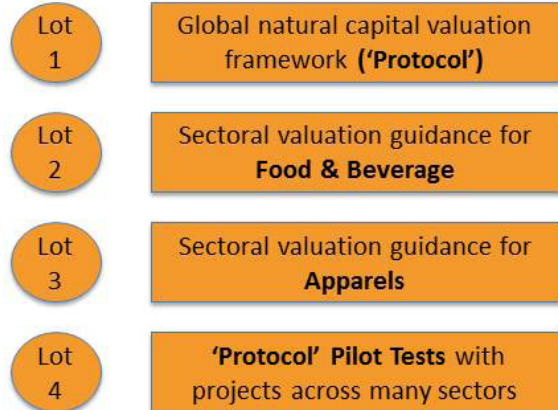 Lot
1
Global natural capital valuation
framework (‘Protocol’)
Lot
2
Sectoral valuation guidance for
Food & Beverage
Lot
3
Sectoral valuation guidance for
Apparels
Lot
4
‘Protocol’ Pilot Tests with
projects across many sectors